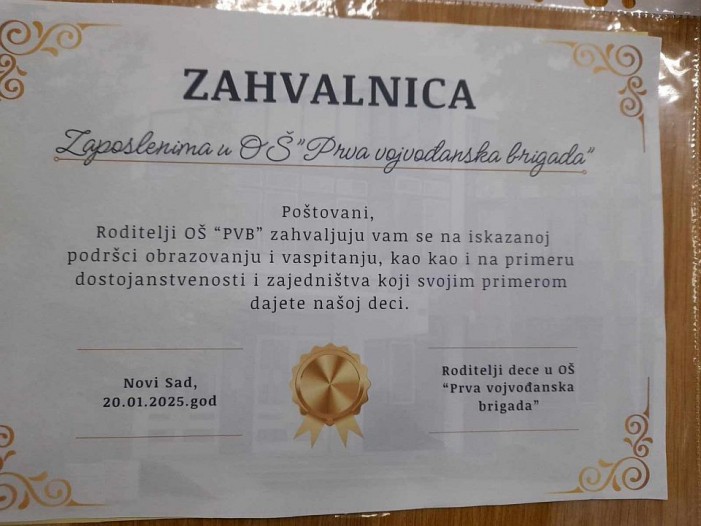 ZAHVALNICA
Zaposlenima u OŠ "Prva vojvođanska brigada"
Poštovani,
Roditelji OŠ “PVB” zahvaljuju vam se na iskazanoj
podršci obrazovanju i vaspitanju, kao kao i na primeru
dostojanstvenosti i zajedništva koji svojim primerom
dajete našoj deci.
Novi Sad,
20.01.2025.god
Roditelji dece u OŠ
“Prva vojvođanska
brigada”